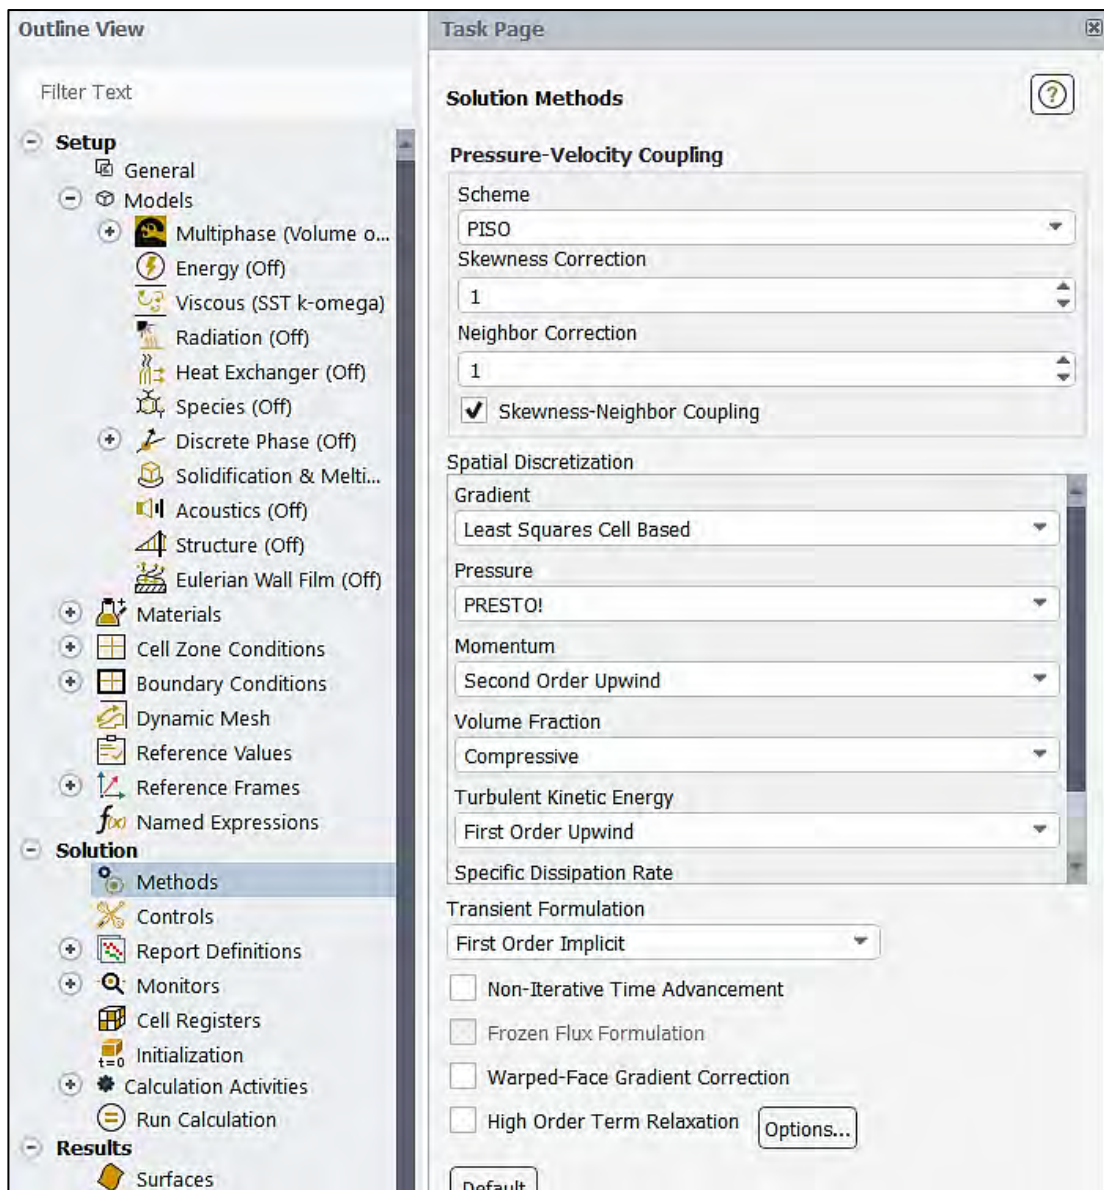 Outline View
Filter Text
Setup
General
Models
Multiphase (Volume o...
Energy (Off)
Viscous (SST k-omega)
Radiation (Off)
Heat Exchanger (Off)
Species (Off)
Discrete Phase (Off)
Solidification & Melti...
Acoustics (Off)
Structure (Off)
Eulerian Wall Film (Off)
Materials
Cell Zone Conditions
Boundary Conditions
Dynamic Mesh
Reference Values
Reference Frames
f(x) Named Expressions
Solution
Methods
Controls
Report Definitions
Monitors
Cell Registers
t=0 Initialization
Calculation Activities
Run Calculation
Results
Surfaces
Task Page
Solution Methods
?
Pressure-Velocity Coupling
Scheme
PISO
Skewness Correction
1
Neighbor Correction
1
Skewness-Neighbor Coupling
Spatial Discretization
Gradient
Least Squares Cell Based
Pressure
PRESTO!
Momentum
Second Order Upwind
Volume Fraction
Compressive
Turbulent Kinetic Energy
First Order Upwind
Specific Dissipation Rate
Transient Formulation
First Order Implicit
Non-Iterative Time Advancement
Frozen Flux Formulation
Warped-Face Gradient Correction
High Order Term Relaxation Options...
Default